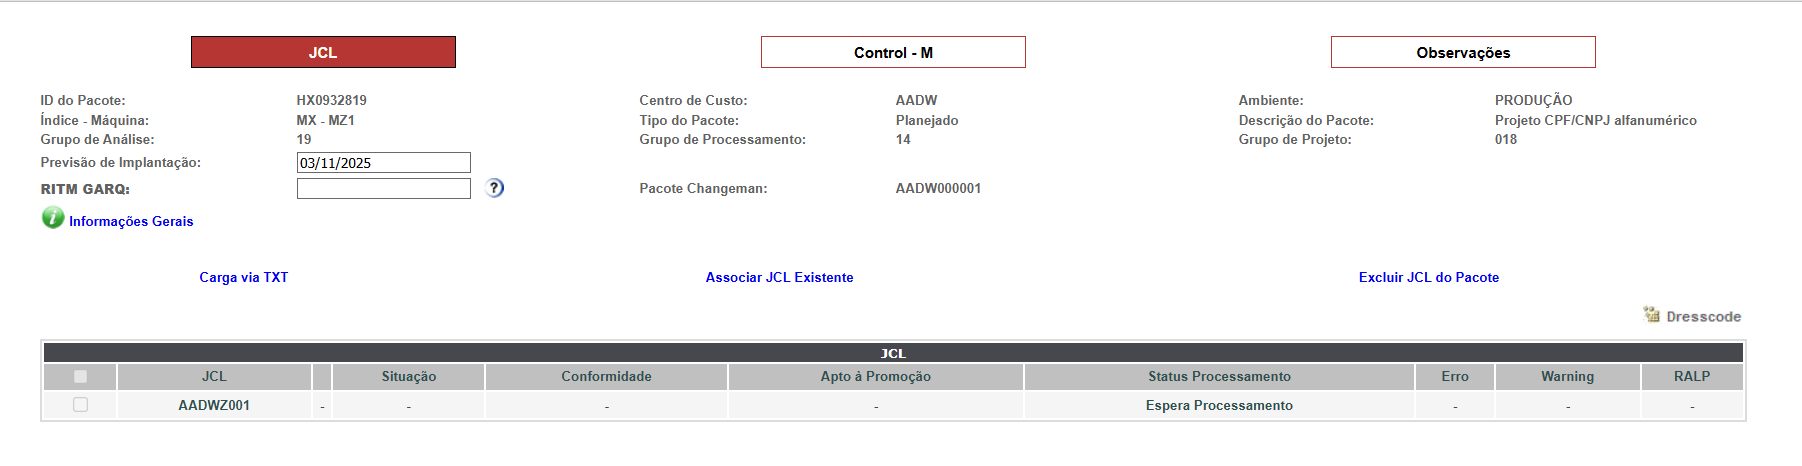 JCL Control - M Observações
ID do Pacote: HX0932819 Centro de Custo: AADW Ambiente: PRODUÇÃO
Índice - Máquina: MX - MZ1 Tipo do Pacote: Planejado Descrição do Pacote: Projeto CPF/CNPJ alfanumérico
Grupo de Análise: 19 Grupo de Processamento: 14 Grupo de Projeto: 018
Previsão de Implantação: 03/11/2025
RITM GARQ: ? Pacote Changeman: AADW000001
i Informações Gerais
Carga via TXT Associar JCL Existente Excluir JCL do Pacote
Dresscode
JCL
JCL Situação Conformidade Apto à Promoção Status Processamento Erro Warning RALP
AADWZ001 - - - - Espera Processamento - - -